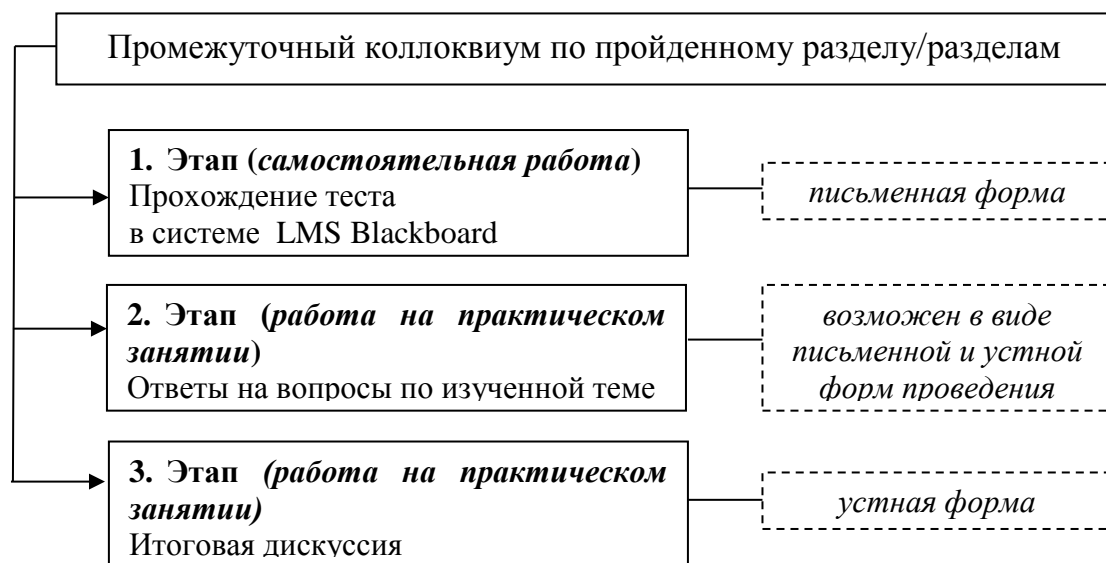 Промежуточный коллоквиум по пройденному разделу/разделам
1. Этап (самостоятельная работа)
Прохождение теста
в системе LMS Blackboard
письменная форма
2. Этап (работа на практическом
занятии)
Ответы на вопросы по изученной теме
возможен в виде
письменной и устной
форм проведения
3. Этап (работа на практическом
занятии)
Итоговая дискуссия
устная форма